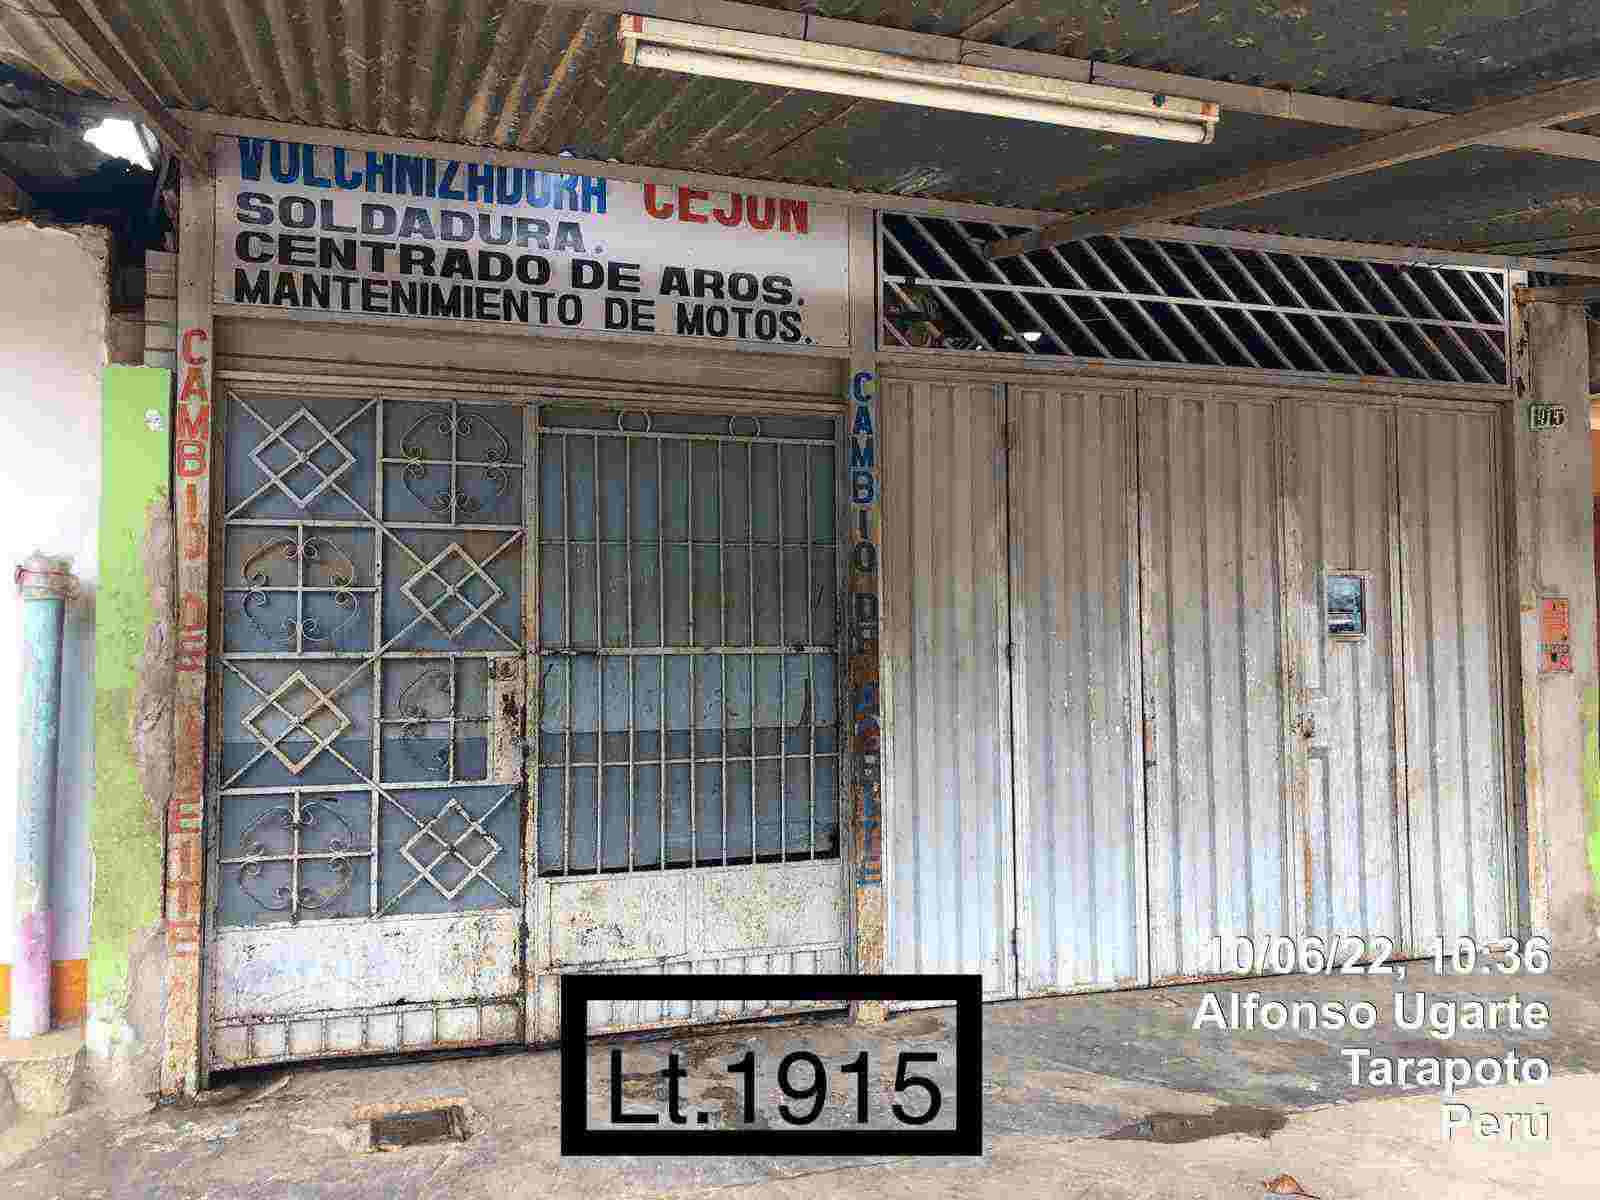 VULCANIZADORA CEJON
SOLDADURA.
CENTRADO DE AROS.
MANTENIMIENTO DE MOTOS.
CAMBIO DE ACEITE
CAMBIO DE ACEITE
1915
Lt.1915
10/06/22, 10:36
Alfonso Ugarte
Tarapoto
Perú